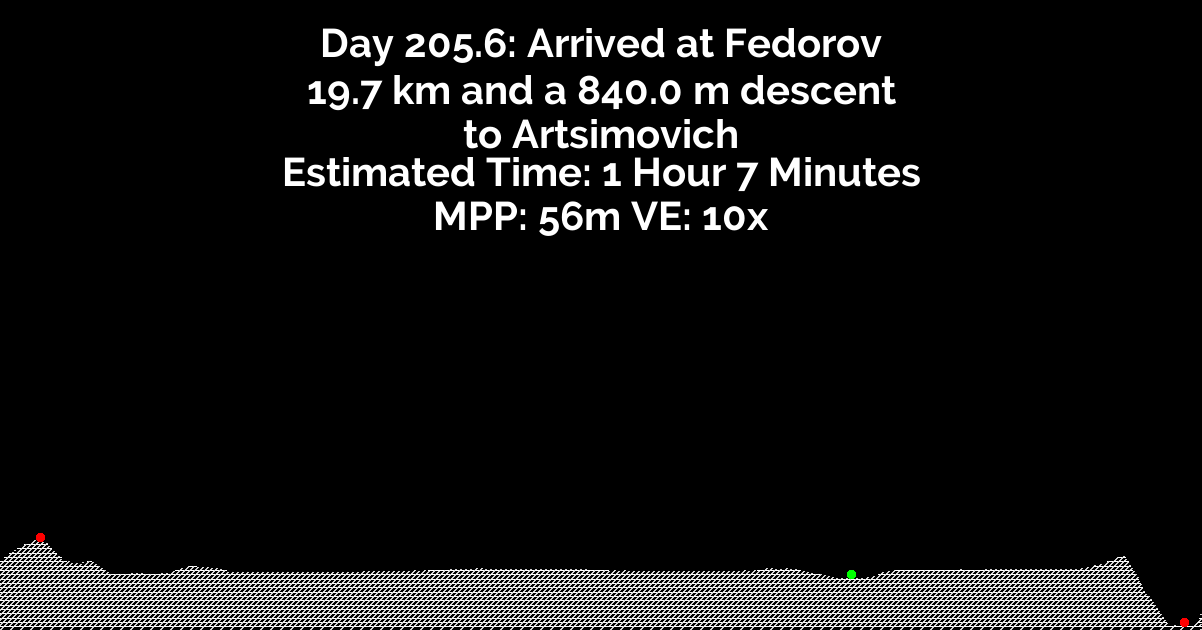 Day 205.6: Arrived at Fedorov
19.7 km and a 840.0 m descent
to Artsimovich
Estimated Time: 1 Hour 7 Minutes
MPP: 56m VE: 10x